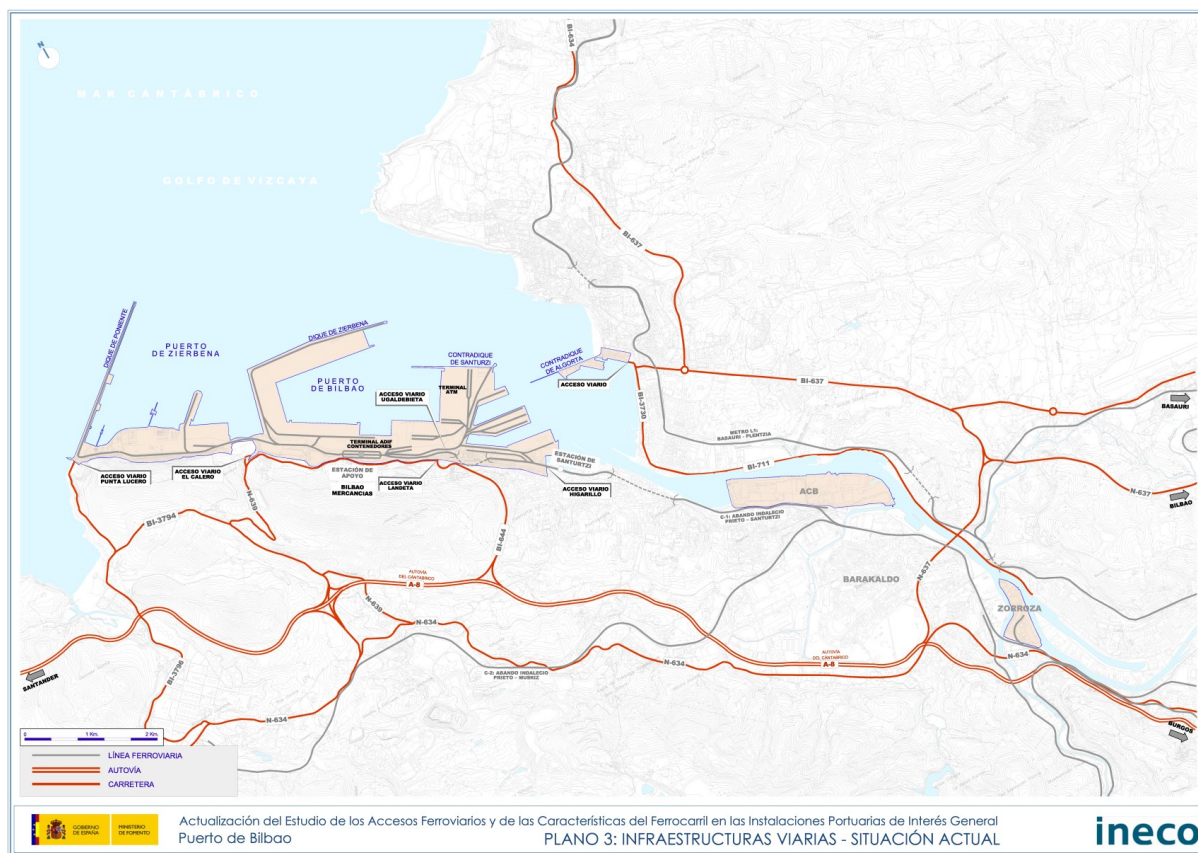 N
MAR CANTÁBRICO
GOLFO DE VIZCAYA
BI-634
BI-637
DIQUE DE PONIENTE
PUERTO
DE ZIERBENA
DIQUE DE ZIERBENA
PUERTO
DE BILBAO
CONTRADIQUE
DE SANTURZI
CONTRADIQUE
DE ALGORTA
TERMINAL
ATM
ACCESO VIARIO
ACCESO VIARIO
UGALDEBIETA
BI-637
BI-3730
BASAURI
TERMINAL ADIF
CONTENEDORES
METRO L1:
BASAURI - PLENTZIA
ESTACIÓN DE
SANTURTZI
BI-711
ACCESO VIARIO
PUNTA LUCERO
ACCESO VIARIO
EL CALERO
ESTACIÓN DE
APOYO
BILBAO
MERCANCIAS
ACCESO VIARIO
LANDETA
ACCESO VIARIO
HIGARILLO
ACB
N-637
BILBAO
N-639
BI-3794
C-1: ABANDO INDALECIO
PRIETO - SANTURTZI
BI-644
AUTOVÍA
DEL CANTÁBRICO
A-8
BARAKALDO
N-637
ZORROZA
N-639
N-634
N-634
AUTOVÍA
DEL CANTÁBRICO
A-8
N-634
C-2: ABANDO INDALECIO
PRIETO - MUSKIZ
SANTANDER
BI-3796
N-634
BURGOS
0 1 Km. 2 Km.
LÍNEA FERROVIARIA
AUTOVÍA
CARRETERA
GOBIERNO
DE ESPAÑA
MINISTERIO
DE FOMENTO
Actualización del Estudio de los Accesos Ferroviarios y de las Características del Ferrocarril en las Instalaciones Portuarias de Interés General
Puerto de Bilbao
PLANO 3: INFRAESTRUCTURAS VIARIAS - SITUACIÓN ACTUAL
ineco